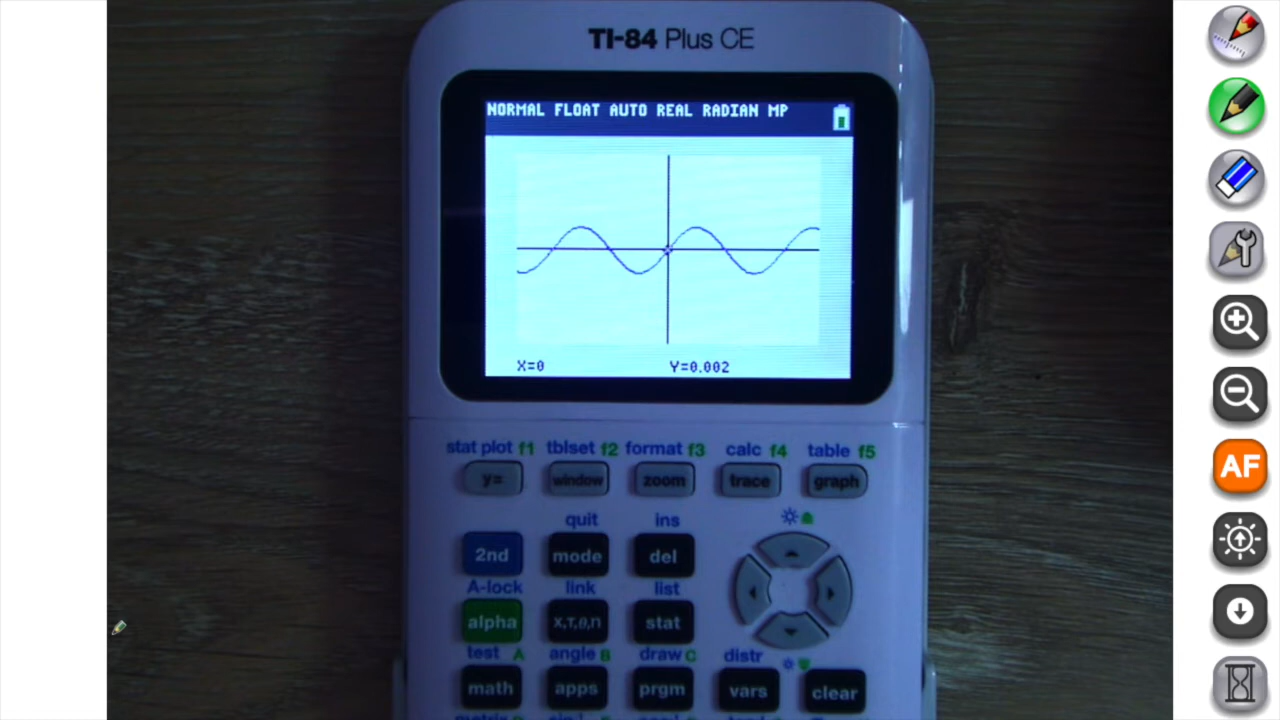 TI-84 Plus CE
NORMAL FLOAT AUTO REAL RADIAN MP
X=0 Y=0.002
stat plot f1 tblset f2 format f3 calc f4 table f5
y= window zoom trace graph
quit ins
2nd mode del
A-lock link list
alpha X,T,θ,n stat
test A angle B draw C distr
math apps prgm vars clear
AF